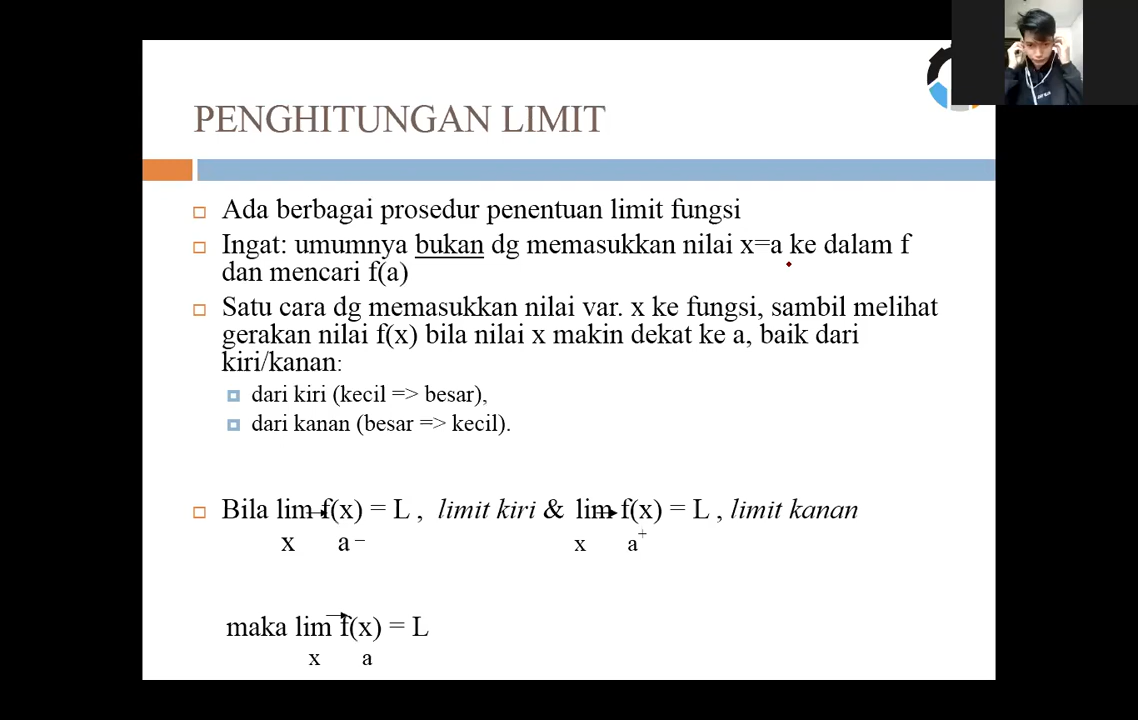 PENGHITUNGAN LIMIT
Ada berbagai prosedur penentuan limit fungsi
Ingat: umumnya bukan dg memasukkan nilai x=a ke dalam f
dan mencari f(a)
Satu cara dg memasukkan nilai var. x ke fungsi, sambil melihat
gerakan nilai f(x) bila nilai x makin dekat ke a, baik dari
kiri/kanan:
dari kiri (kecil => besar),
dari kanan (besar => kecil).
Bila lim f(x) = L , limit kiri & lim f(x) = L , limit kanan
x → a⁻ x → a⁺
maka lim f(x) = L
x → a